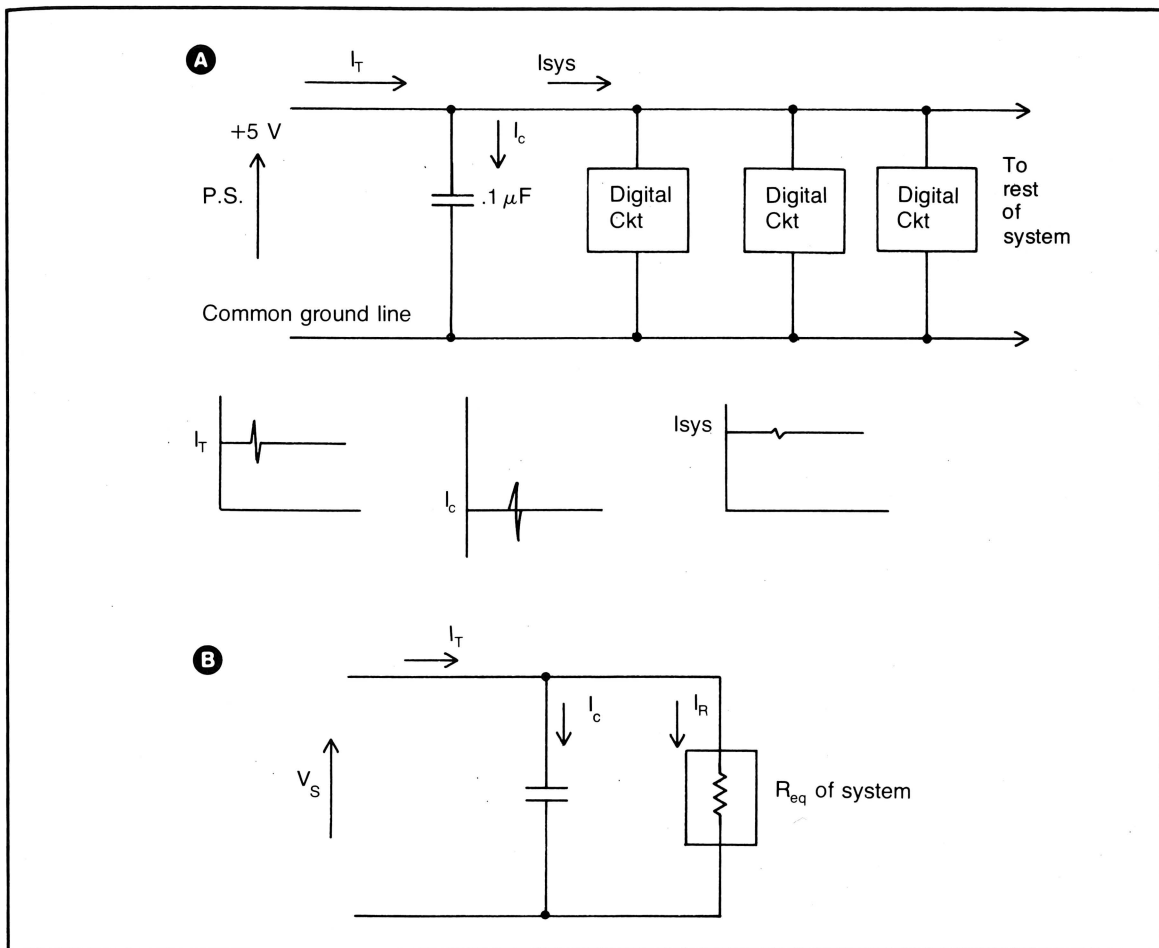 A
I_T
Isys
+5 V
I_c
P.S.
.1 μF
Digital
Ckt
Digital
Ckt
Digital
Ckt
To
rest
of
system
Common ground line
I_T
I_c
Isys
B
I_T
I_c
I_R
V_S
R_eq of system